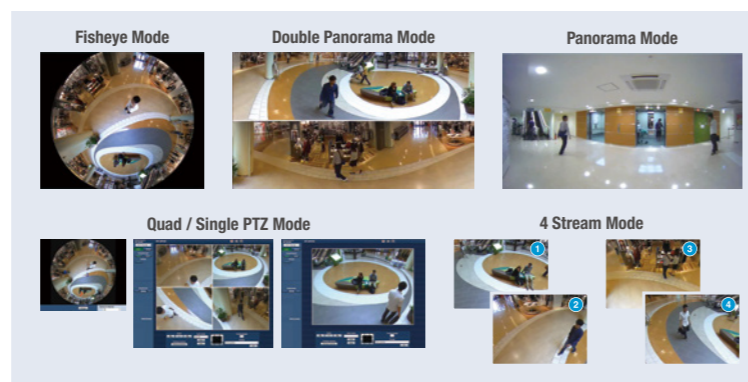 Fisheye Mode
Double Panorama Mode
Panorama Mode
Quad / Single PTZ Mode
4 Stream Mode
1
3
2
4